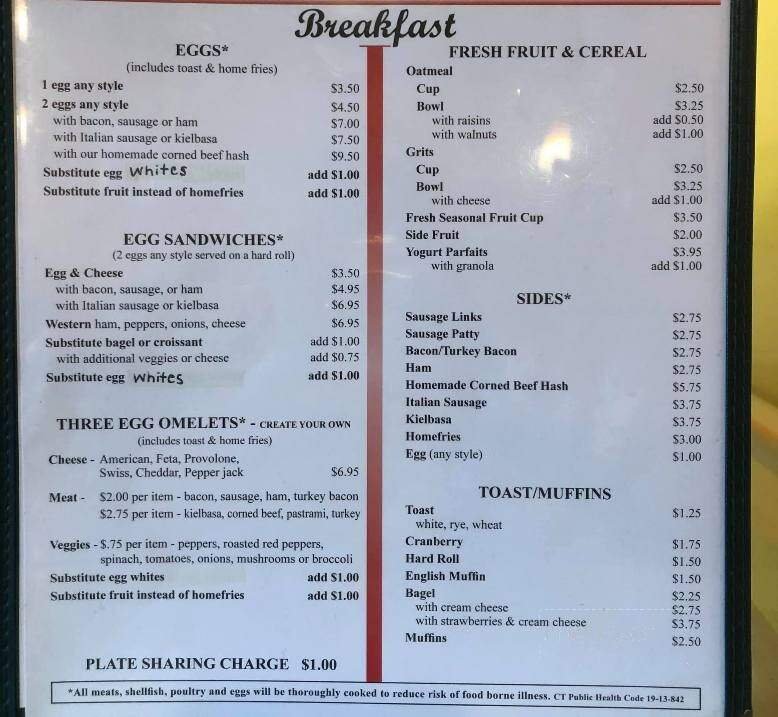 Breakfast
EGGS*
(includes toast & home fries)
1 egg any style $3.50
2 eggs any style $4.50
with bacon, sausage or ham $7.00
with Italian sausage or kielbasa $7.50
with our homemade corned beef hash $9.50
Substitute egg whites add $1.00
Substitute fruit instead of homefries add $1.00
EGG SANDWICHES*
(2 eggs any style served on a hard roll)
Egg & Cheese $3.50
with bacon, sausage, or ham $4.95
with Italian sausage or kielbasa $6.95
Western ham, peppers, onions, cheese $6.95
Substitute bagel or croissant add $1.00
with additional veggies or cheese add $0.75
Substitute egg whites add $1.00
THREE EGG OMELETS* - CREATE YOUR OWN
(includes toast & home fries)
Cheese - American, Feta, Provolone,
Swiss, Cheddar, Pepper jack $6.95
Meat - $2.00 per item - bacon, sausage, ham, turkey bacon
$2.75 per item - kielbasa, corned beef, pastrami, turkey
Veggies - $.75 per item - peppers, roasted red peppers,
spinach, tomatoes, onions, mushrooms or broccoli
Substitute egg whites add $1.00
Substitute fruit instead of homefries add $1.00
PLATE SHARING CHARGE $1.00
FRESH FRUIT & CEREAL
Oatmeal
Cup $2.50
Bowl $3.25
with raisins add $0.50
with walnuts add $1.00
Grits
Cup $2.50
Bowl $3.25
with cheese add $1.00
Fresh Seasonal Fruit Cup $3.50
Side Fruit $2.00
Yogurt Parfaits $3.95
with granola add $1.00
SIDES*
Sausage Links $2.75
Sausage Patty $2.75
Bacon/Turkey Bacon $2.75
Ham $2.75
Homemade Corned Beef Hash $5.75
Italian Sausage $3.75
Kielbasa $3.75
Homefries $3.00
Egg (any style) $1.00
TOAST/MUFFINS
Toast $1.25
white, rye, wheat
Cranberry $1.75
Hard Roll $1.50
English Muffin $1.50
Bagel $2.25
with cream cheese $2.75
with strawberries & cream cheese $3.75
Muffins $2.50
*All meats, shellfish, poultry and eggs will be thoroughly cooked to reduce risk of food borne illness. CT Public Health Code 19-13-842